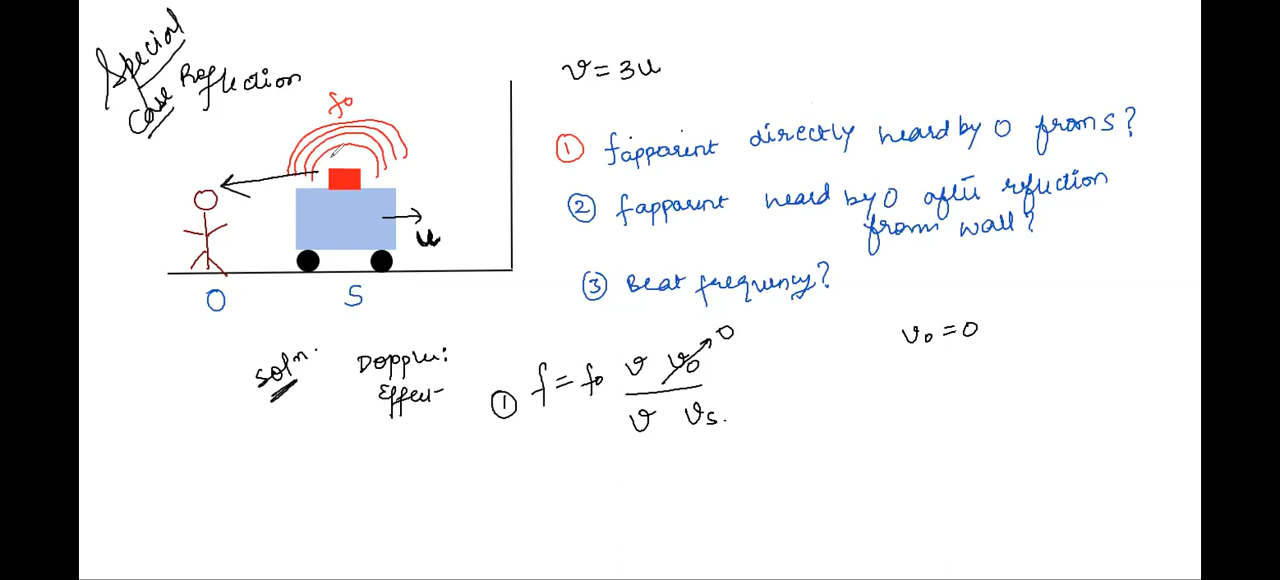 Special
Case Reflection
v = 3u
fo
① fapparent directly heard by O from S?
② fapparent heard by O after reflection
from wall?
u
③ Beat frequency?
O
S
vo = 0
Soln.
Doppler:
Effect
① f = fo v vo→0
v vs.